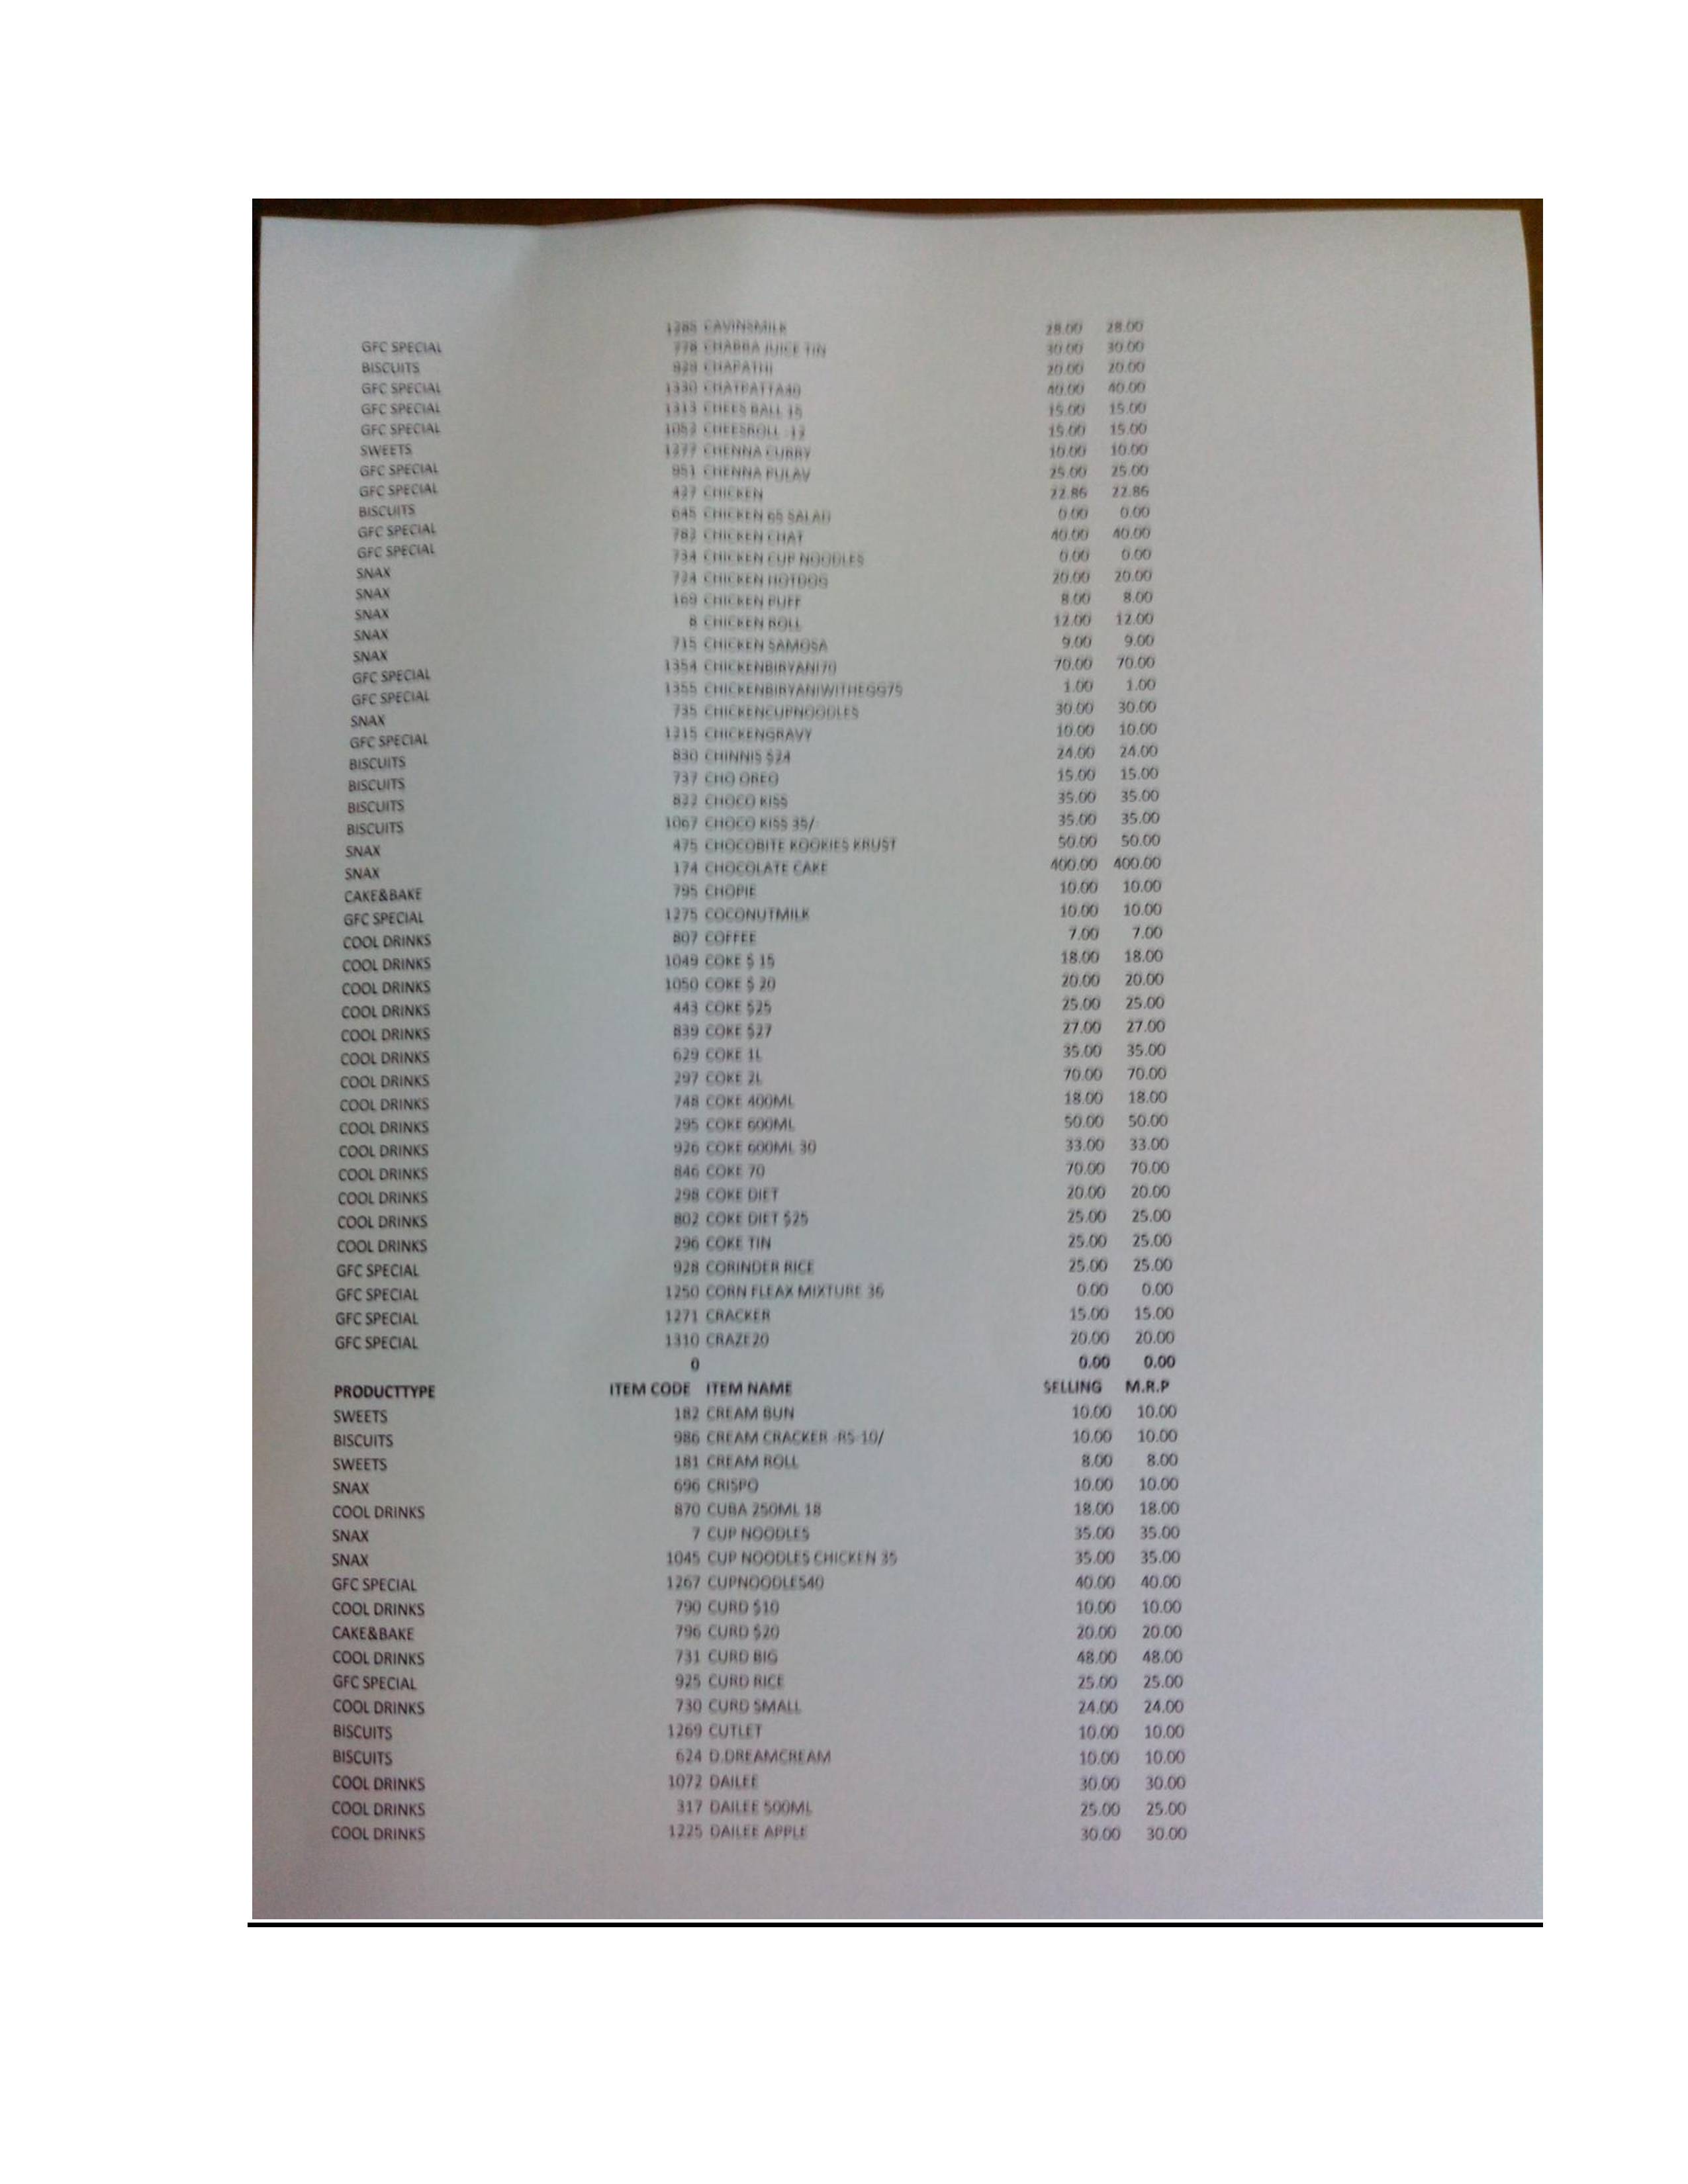 GFC SPECIAL 1285 CAVINSMILK 28.00 28.00
BISCUITS 778 CHABBA JUICE TIN 30.00 30.00
GFC SPECIAL 929 CHAPATHI 20.00 20.00
GFC SPECIAL 1330 CHATPATTA40 40.00 40.00
GFC SPECIAL 1313 CHEES BALL 15 15.00 15.00
SWEETS 1052 CHEESROLL 12 15.00 15.00
GFC SPECIAL 1277 CHENNA CURRY 10.00 10.00
GFC SPECIAL 951 CHENNA PULAV 25.00 25.00
BISCUITS 427 CHICKEN 22.86 22.86
GFC SPECIAL 645 CHICKEN 65 SALAD 0.00 0.00
GFC SPECIAL 782 CHICKEN CHAT 40.00 40.00
SNAX 734 CHICKEN CUP NOODLES 0.00 0.00
SNAX 724 CHICKEN HOTDOG 20.00 20.00
SNAX 169 CHICKEN PUFF 8.00 8.00
SNAX 8 CHICKEN ROLL 12.00 12.00
SNAX 715 CHICKEN SAMOSA 9.00 9.00
GFC SPECIAL 1354 CHICKENBIRYANI70 70.00 70.00
GFC SPECIAL 1355 CHICKENBIRYANIWITHEGG75 1.00 1.00
SNAX 735 CHICKENCUPNOODLES 30.00 30.00
GFC SPECIAL 1215 CHICKENGRAVY 10.00 10.00
BISCUITS 830 CHINNIS $24 24.00 24.00
BISCUITS 737 CHO OREO 15.00 15.00
BISCUITS 822 CHOCO KISS 35.00 35.00
BISCUITS 1067 CHOCO KISS 35/ 35.00 35.00
SNAX 475 CHOCOBITE KOOKIES KRUST 50.00 50.00
SNAX 174 CHOCOLATE CAKE 400.00 400.00
CAKE&BAKE 795 CHOPIE 10.00 10.00
GFC SPECIAL 1275 COCONUTMILK 10.00 10.00
COOL DRINKS 807 COFFEE 7.00 7.00
COOL DRINKS 1049 COKE $ 15 18.00 18.00
COOL DRINKS 1050 COKE $ 20 20.00 20.00
COOL DRINKS 443 COKE $25 25.00 25.00
COOL DRINKS 839 COKE $27 27.00 27.00
COOL DRINKS 629 COKE 1L 35.00 35.00
COOL DRINKS 297 COKE 2L 70.00 70.00
COOL DRINKS 748 COKE 400ML 18.00 18.00
COOL DRINKS 295 COKE 600ML 50.00 50.00
COOL DRINKS 926 COKE 600ML 30 33.00 33.00
COOL DRINKS 846 COKE 70 70.00 70.00
COOL DRINKS 298 COKE DIET 20.00 20.00
COOL DRINKS 802 COKE DIET $25 25.00 25.00
COOL DRINKS 296 COKE TIN 25.00 25.00
GFC SPECIAL 928 CORINDER RICE 25.00 25.00
GFC SPECIAL 1250 CORN FLEAX MIXTURE 36 0.00 0.00
GFC SPECIAL 1271 CRACKER 15.00 15.00
GFC SPECIAL 1310 CRAZE20 20.00 20.00
0 0.00 0.00
PRODUCTTYPE ITEM CODE ITEM NAME SELLING M.R.P
SWEETS 182 CREAM BUN 10.00 10.00
BISCUITS 986 CREAM CRACKER RS 10/ 10.00 10.00
SWEETS 181 CREAM ROLL 8.00 8.00
SNAX 696 CRISPO 10.00 10.00
COOL DRINKS 870 CUBA 250ML 18 18.00 18.00
SNAX 7 CUP NOODLES 35.00 35.00
SNAX 1045 CUP NOODLES CHICKEN 35 35.00 35.00
GFC SPECIAL 1267 CUPNOODLES40 40.00 40.00
COOL DRINKS 790 CURD $10 10.00 10.00
CAKE&BAKE 796 CURD $20 20.00 20.00
COOL DRINKS 731 CURD BIG 48.00 48.00
GFC SPECIAL 925 CURD RICE 25.00 25.00
COOL DRINKS 730 CURD SMALL 24.00 24.00
BISCUITS 1269 CUTLET 10.00 10.00
BISCUITS 624 D.DREAMCREAM 10.00 10.00
COOL DRINKS 1072 DAILEE 30.00 30.00
COOL DRINKS 317 DAILEE 500ML 25.00 25.00
COOL DRINKS 1225 DAILEE APPLE 30.00 30.00